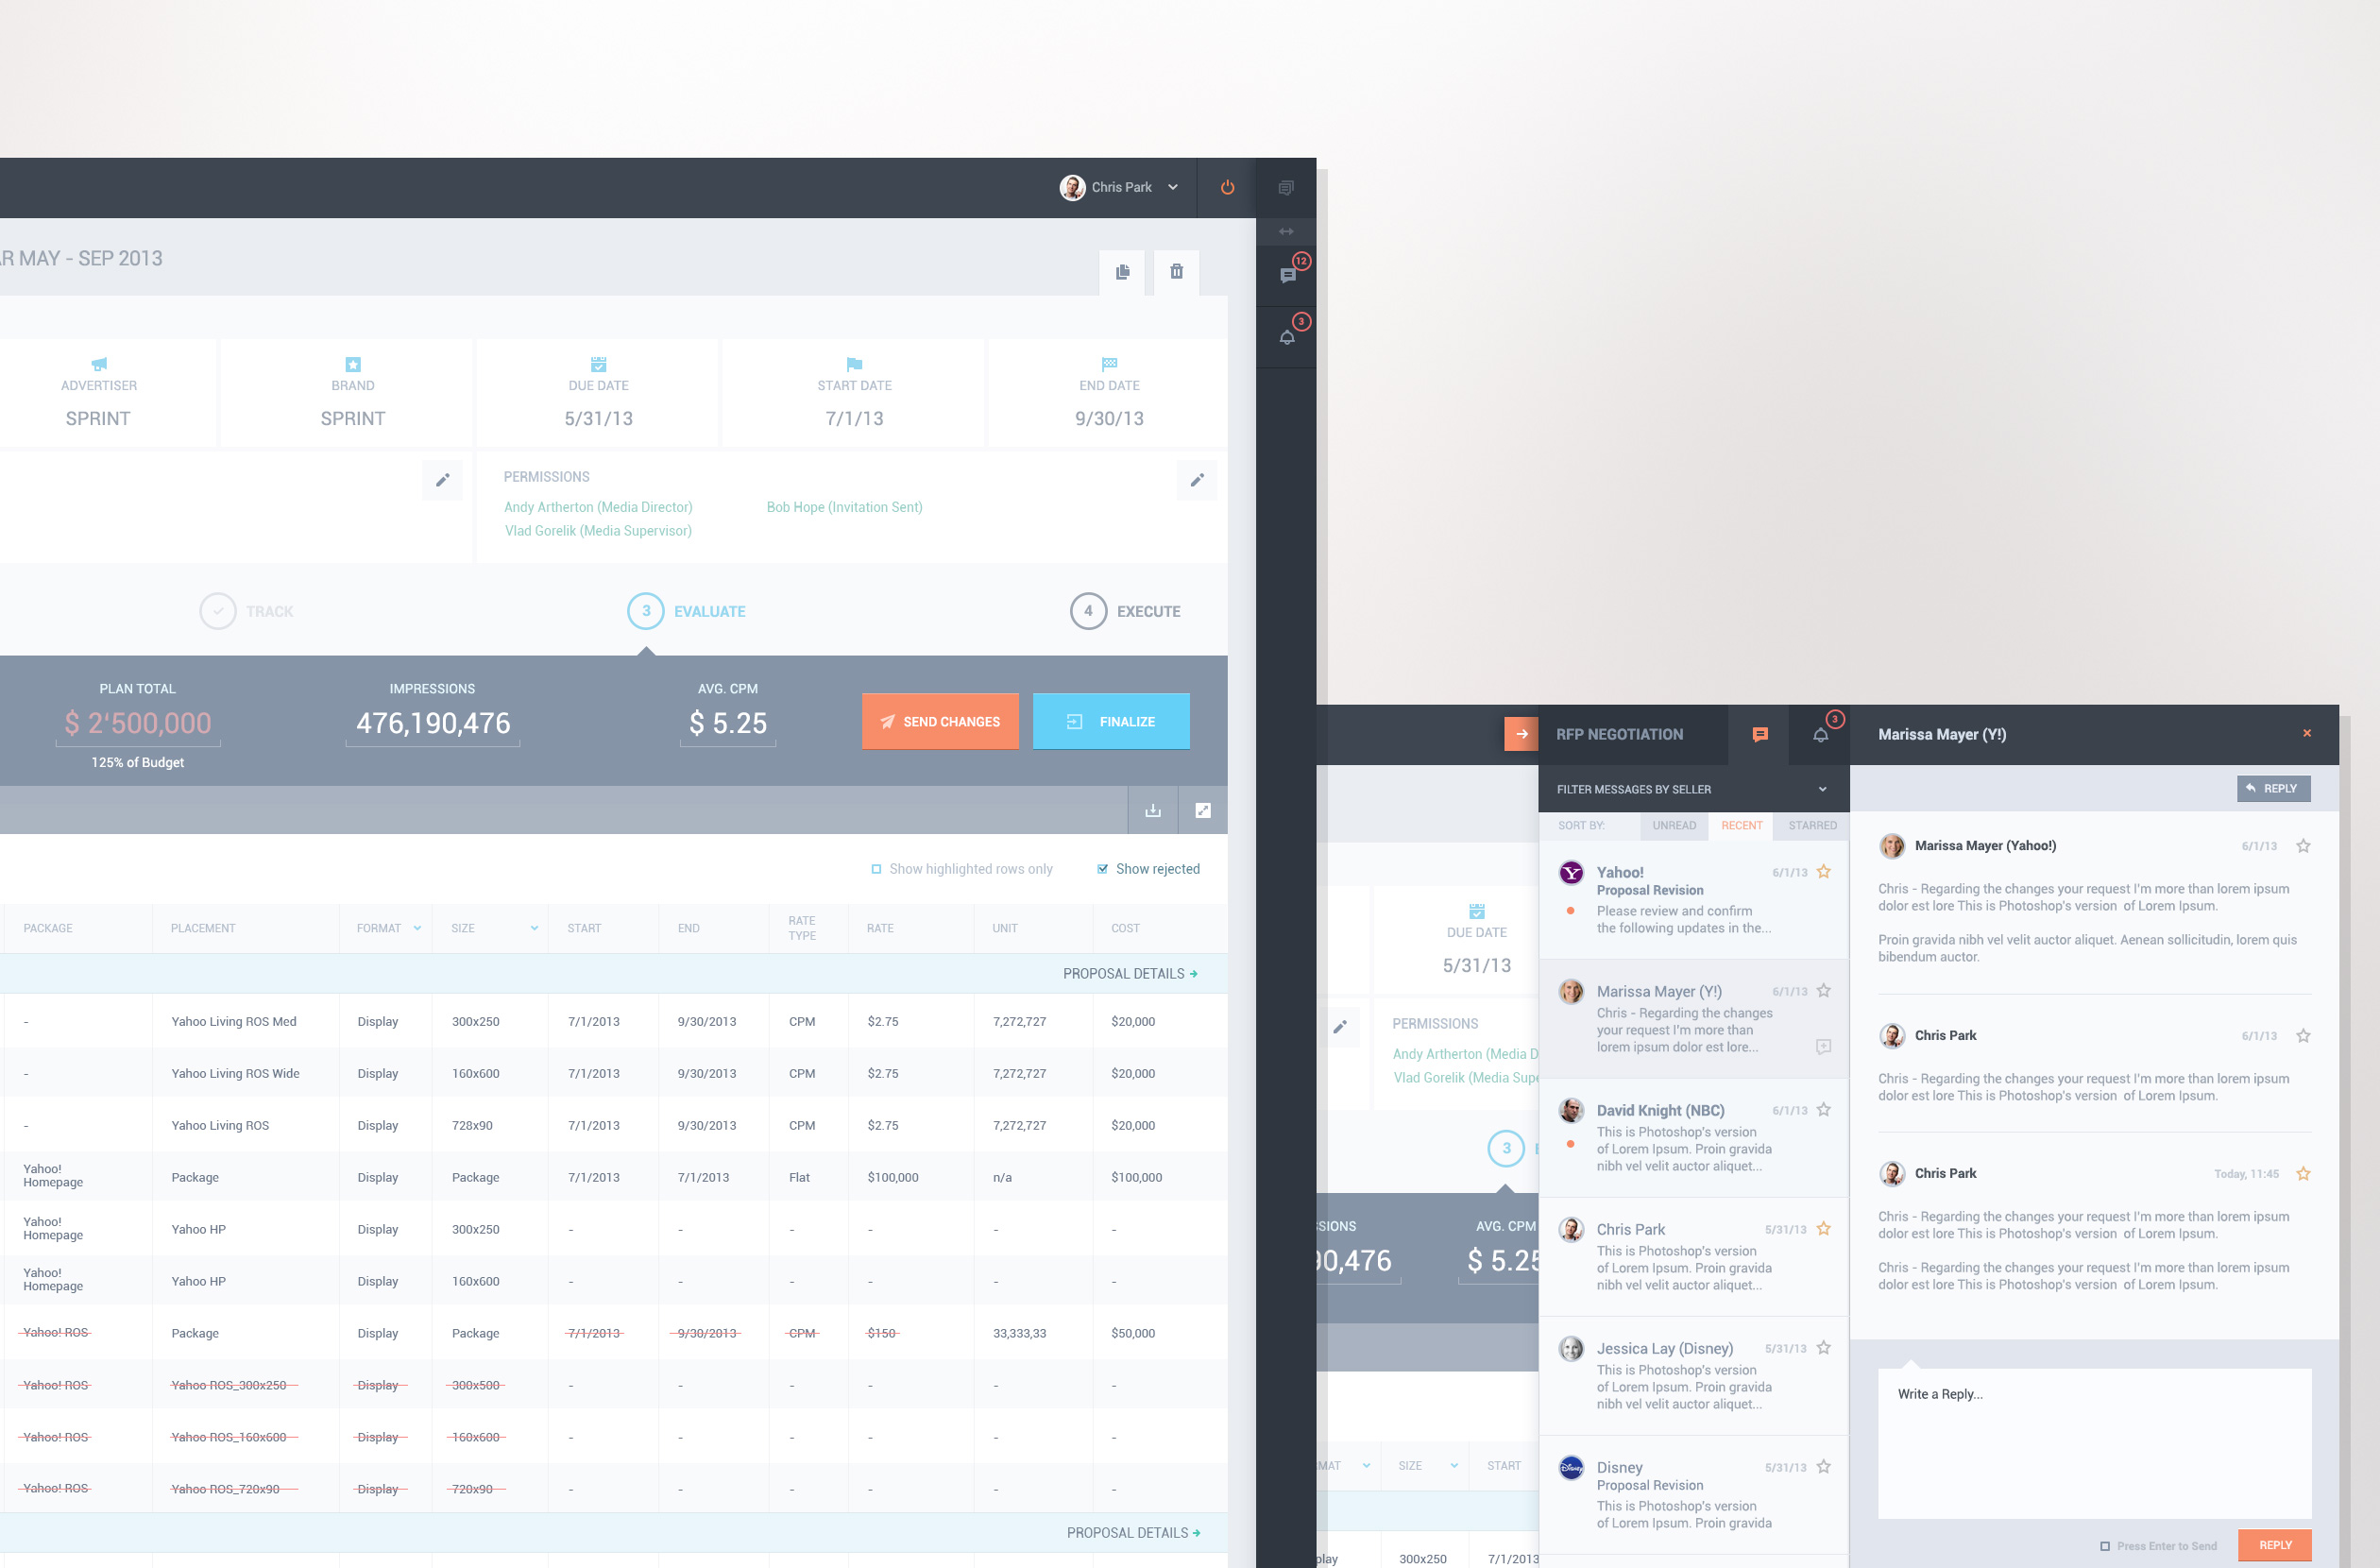 Chris Park
AR MAY - SEP 2013
12
3
ADVERTISER
SPRINT
BRAND
SPRINT
DUE DATE
5/31/13
START DATE
7/1/13
END DATE
9/30/13
PERMISSIONS
Andy Artherton (Media Director) Bob Hope (Invitation Sent)
Vlad Gorelik (Media Supervisor)
TRACK 3 EVALUATE 4 EXECUTE
PLAN TOTAL
$ 2‘500,000
125% of Budget
IMPRESSIONS
476,190,476
AVG. CPM
$ 5.25
SEND CHANGES
FINALIZE
Show highlighted rows only Show rejected
PACKAGE PLACEMENT FORMAT SIZE START END RATE TYPE RATE UNIT COST
PROPOSAL DETAILS
- Yahoo Living ROS Med Display 300x250 7/1/2013 9/30/2013 CPM $2.75 7,272,727 $20,000
- Yahoo Living ROS Wide Display 160x600 7/1/2013 9/30/2013 CPM $2.75 7,272,727 $20,000
- Yahoo Living ROS Display 728x90 7/1/2013 9/30/2013 CPM $2.75 7,272,727 $20,000
Yahoo! Homepage Package Display Package 7/1/2013 7/1/2013 Flat $100,000 n/a $100,000
Yahoo! Homepage Yahoo HP Display 300x250 - - - - - -
Yahoo! Homepage Yahoo HP Display 160x600 - - - - - -
Yahoo! ROS Package Display Package 7/1/2013 9/30/2013 CPM $150 33,333,33 $50,000
Yahoo! ROS Yahoo ROS_300x250 Display 300x500 - - - - - -
Yahoo! ROS Yahoo ROS_160x600 Display 160x600 - - - - - -
Yahoo! ROS Yahoo ROS_720x90 Display 720x90 - - - - - -
PROPOSAL DETAILS
DUE DATE
5/31/13
PERMISSIONS
Andy Artherton (Media D
Vlad Gorelik (Media Supe
3 E
SIONS
90,476
AVG. CPM
$ 5.25
MAT SIZE START
play 300x250 7/1/2013
RFP NEGOTIATION
3
FILTER MESSAGES BY SELLER
SORT BY: UNREAD RECENT STARRED
Yahoo! 6/1/13
Proposal Revision
Please review and confirm
the following updates in the...
Marissa Mayer (Y!) 6/1/13
Chris - Regarding the changes
your request I'm more than
lorem ipsum dolor est lore...
David Knight (NBC) 6/1/13
This is Photoshop's version
of Lorem Ipsum. Proin gravida
nibh vel velit auctor aliquet...
Chris Park 5/31/13
This is Photoshop's version
of Lorem Ipsum. Proin gravida
nibh vel velit auctor aliquet...
Jessica Lay (Disney) 5/31/13
This is Photoshop's version
of Lorem Ipsum. Proin gravida
nibh vel velit auctor aliquet...
Disney
Disney 5/31/13
Proposal Revision
This is Photoshop's version
of Lorem Ipsum. Proin gravida
Marissa Mayer (Y!)
REPLY
Marissa Mayer (Yahoo!) 6/1/13
Chris - Regarding the changes your request I'm more than lorem ipsum
dolor est lore This is Photoshop's version of Lorem Ipsum.
Proin gravida nibh vel velit auctor aliquet. Aenean sollicitudin, lorem quis
bibendum auctor.
Chris Park 6/1/13
Chris - Regarding the changes your request I'm more than lorem ipsum
dolor est lore This is Photoshop's version of Lorem Ipsum.
Chris Park Today, 11:45
Chris - Regarding the changes your request I'm more than lorem ipsum
dolor est lore This is Photoshop's version of Lorem Ipsum.
Chris - Regarding the changes your request I'm more than lorem ipsum
dolor est lore This is Photoshop's version of Lorem Ipsum.
Write a Reply...
Press Enter to Send
REPLY